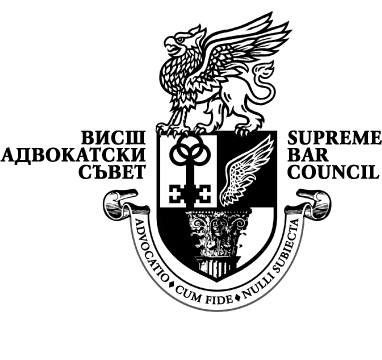 ВИСШ
АДВОКАТСКИ
СЪВЕТ
SUPREME
BAR
COUNCIL
ADVOCATIO ♦ CUM FIDE ♦ NULLI SUBIECTA